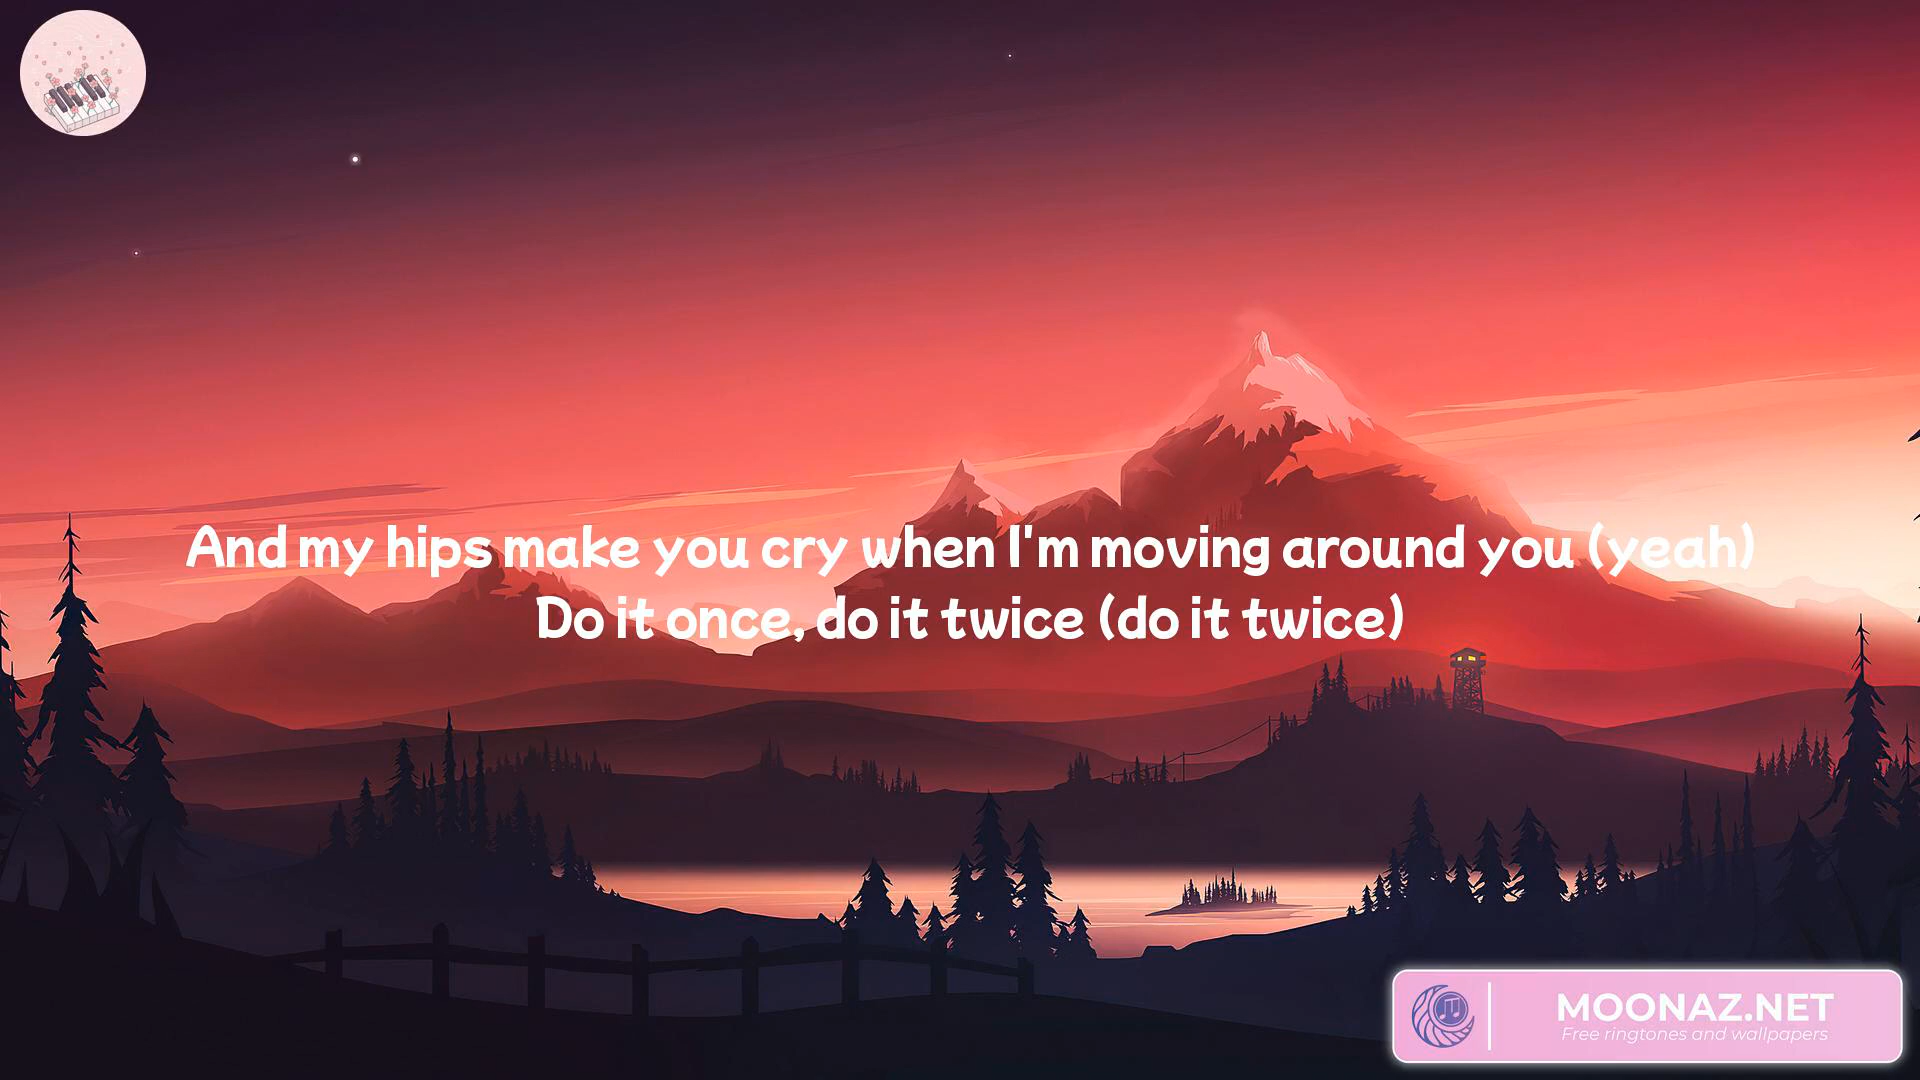 And my hips make you cry when I'm moving around you (yeah)
Do it once, do it twice (do it twice)
MOONAZ.NET
Free ringtones and wallpapers